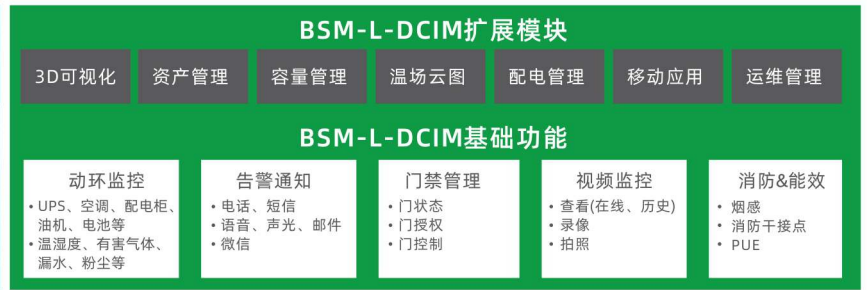 BSM-L-DCIM扩展模块
3D可视化 资产管理 容量管理 温场云图 配电管理 移动应用 运维管理
BSM-L-DCIM基础功能
动环监控
• UPS、空调、配电柜、
油机、电池等
• 温湿度、有害气体、
漏水、粉尘等
告警通知
• 电话、短信
• 语音、声光、邮件
• 微信
门禁管理
• 门状态
• 门授权
• 门控制
视频监控
• 查看(在线、历史)
• 录像
• 拍照
消防&能效
• 烟感
• 消防干接点
• PUE